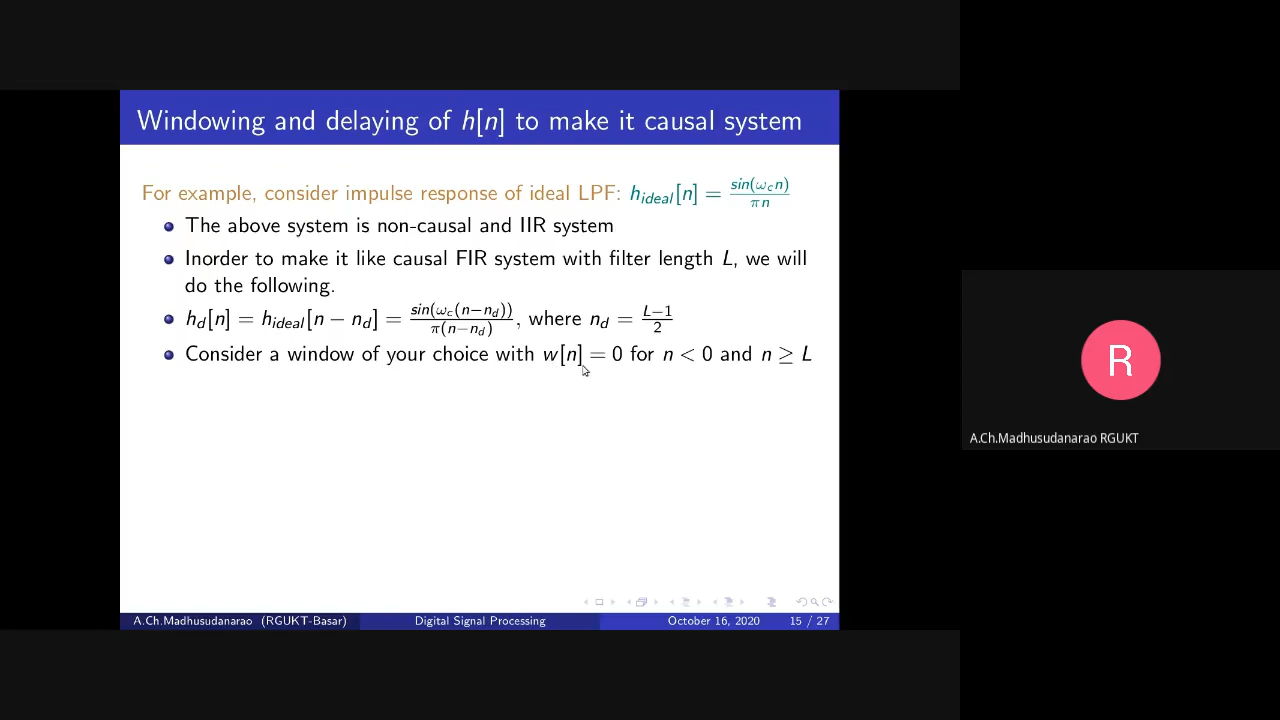 Windowing and delaying of h[n] to make it causal system
For example, consider impulse response of ideal LPF: h_ideal[n] = sin(ω_c n)/πn
The above system is non-causal and IIR system
Inorder to make it like causal FIR system with filter length L, we will
do the following.
h_d[n] = h_ideal[n − n_d] = sin(ω_c(n−n_d))/π(n−n_d), where n_d = L−1/2
Consider a window of your choice with w[n] = 0 for n < 0 and n ≥ L
R
A.Ch.Madhusudanarao RGUKT
A.Ch.Madhusudanarao (RGUKT-Basar) Digital Signal Processing October 16, 2020 15 / 27